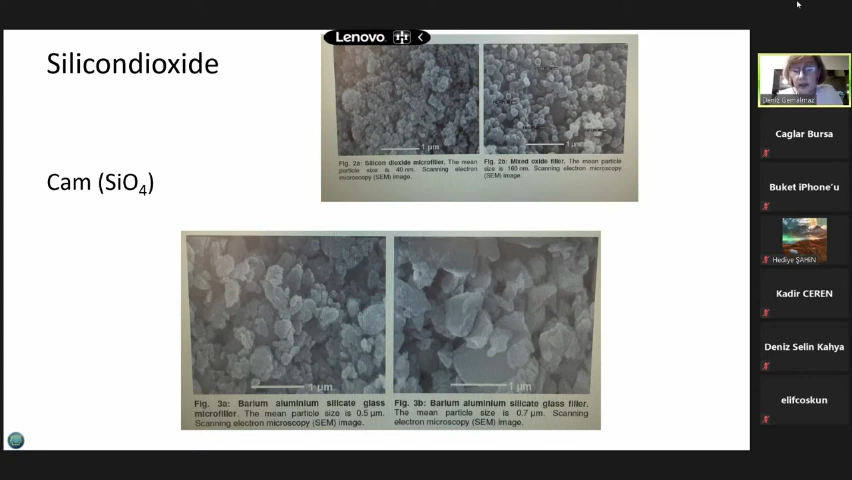 Silicondioxide
Lenovo
1 µm
1 µm
Fig. 2a: Silicon dioxide microfiller. The mean
particle size is 40 nm. Scanning electron
microscopy (SEM) image.
Fig. 2b: Mixed oxide filler. The mean particle
size is 160 nm. Scanning electron microscopy
(SEM) image.
Cam (SiO4)
1 µm
1 µm
Fig. 3a: Barium aluminium silicate glass
microfiller. The mean particle size is 0.5 µm.
Scanning electron microscopy (SEM) image.
Fig. 3b: Barium aluminium silicate glass filler.
The mean particle size is 0.7 µm. Scanning
electron microscopy (SEM) image.
Deniz Gemalmaz
Caglar Bursa
Buket iPhone'u
Hediye ŞAHİN
Kadir CEREN
Deniz Selin Kahya
elifcoskun